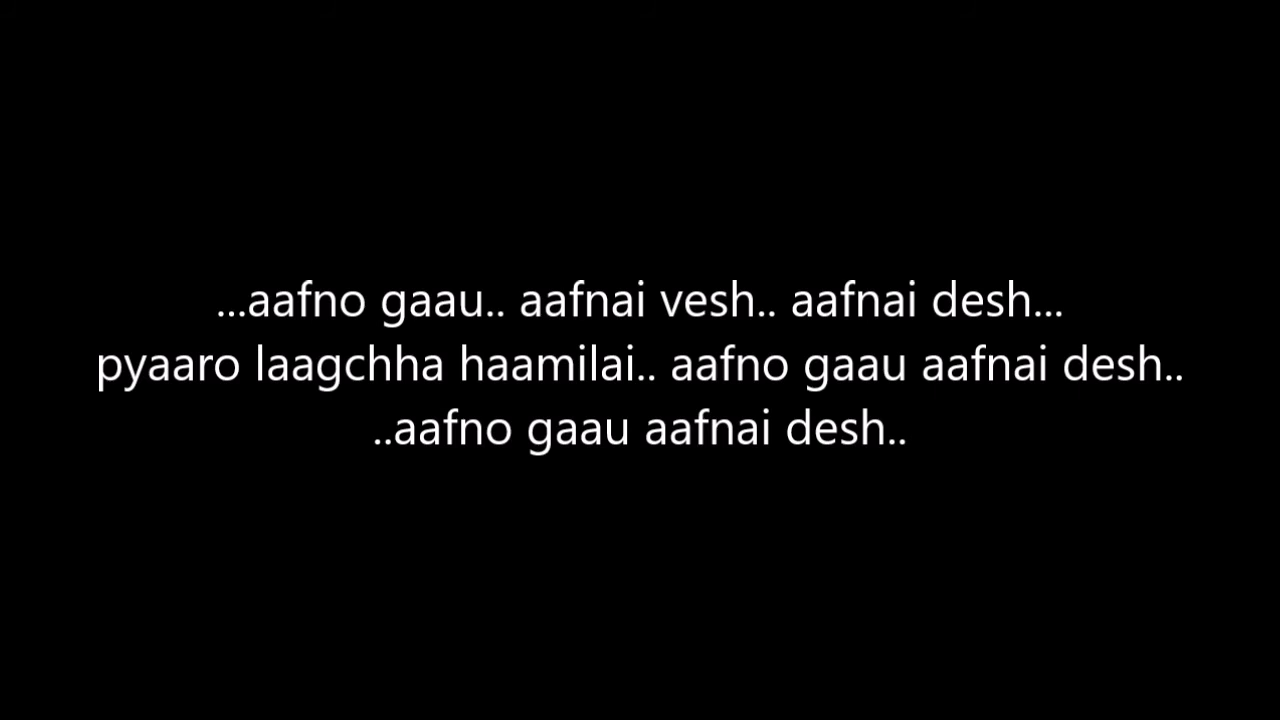 ...aafno gaau.. aafnai vesh.. aafnai desh...
pyaaro laagchha haamilai.. aafno gaau aafnai desh..
..aafno gaau aafnai desh..